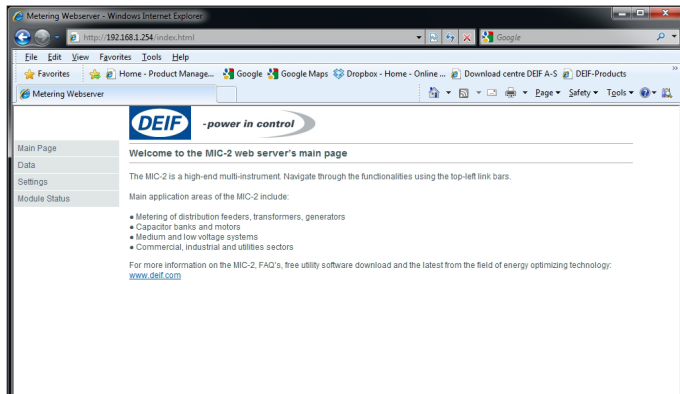 Metering Webserver - Windows Internet Explorer
http://192.168.1.254/index.html
Google
File Edit View Favorites Tools Help
Favorites Home - Product Manage... Google Google Maps Dropbox - Home - Online ... Download centre DEIF A-S DEIF-Products »
Metering Webserver Page Safety Tools
DEIF -power in control
Main Page
Data
Settings
Module Status
Welcome to the MIC-2 web server's main page
The MIC-2 is a high-end multi-instrument. Navigate through the functionalities using the top-left link bars.
Main application areas of the MIC-2 include:
● Metering of distribution feeders, transformers, generators
● Capacitor banks and motors
● Medium and low voltage systems
● Commercial, industrial and utilities sectors
For more information on the MIC-2, FAQ's, free utility software download and the latest from the field of energy optimizing technology:
www.deif.com